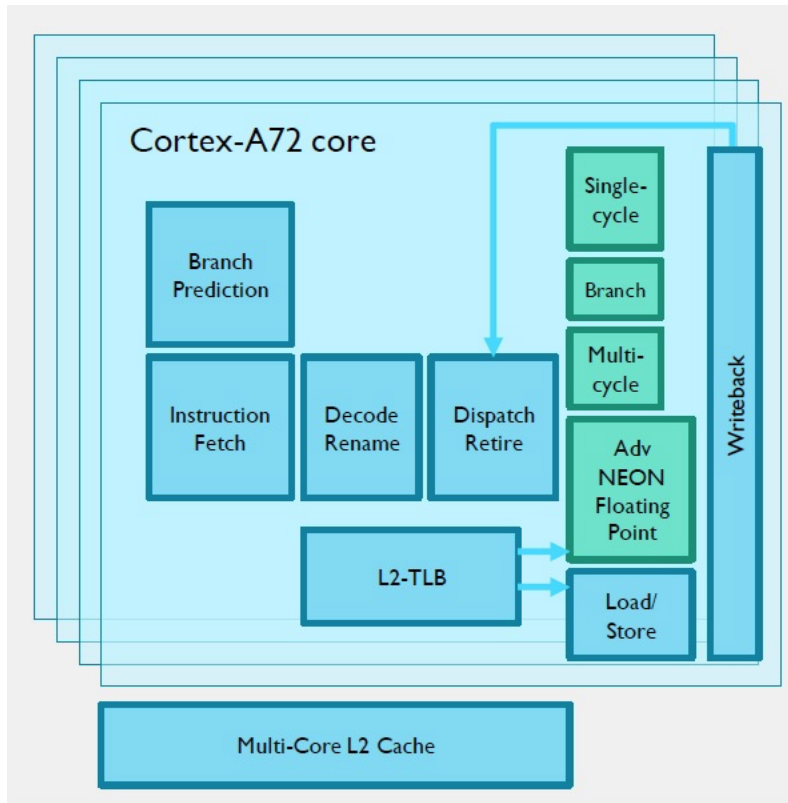 Cortex-A72 core
Single-
cycle
Branch
Prediction
Branch
Multi-
cycle
Instruction
Fetch
Decode
Rename
Dispatch
Retire
Writeback
Adv
NEON
Floating
Point
L2-TLB
Load/
Store
Multi-Core L2 Cache